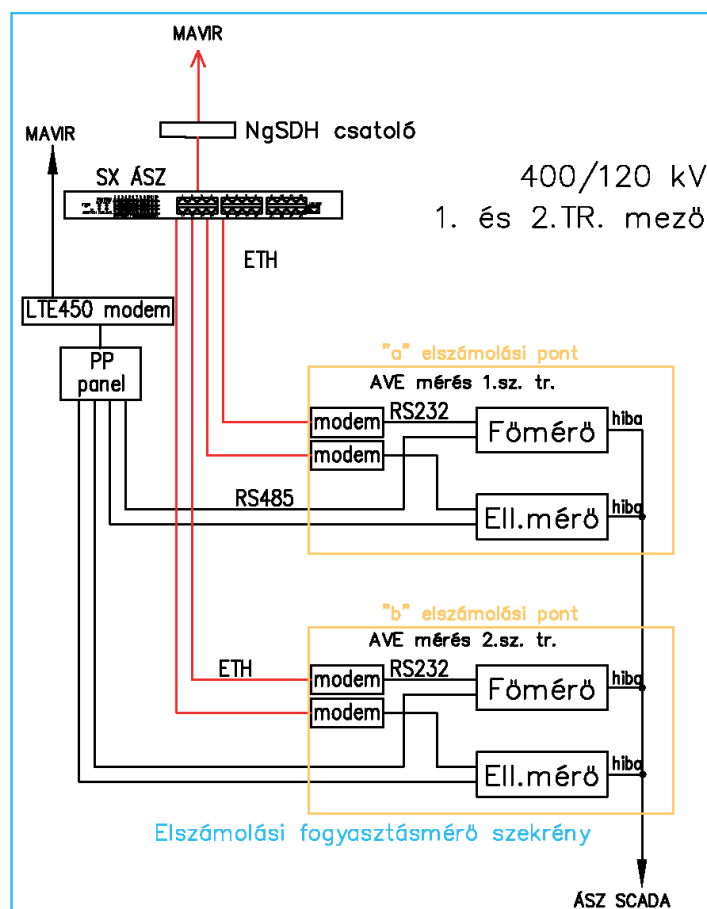 MAVIR
NgSDH csatoló
MAVIR
SX ÁSZ
400/120 kV
1. és 2.TR. mező
ETH
LTE450 modem
PP
panel
"a" elszámolási pont
AVE mérés 1.sz. tr.
modem
RS232
Főmérő
hiba
modem
RS485
Ell.mérő
hiba
"b" elszámolási pont
AVE mérés 2.sz. tr.
ETH
modem
RS232
Főmérő
hiba
modem
Ell.mérő
hiba
Elszámolási fogyasztásmérő szekrény
ÁSZ SCADA